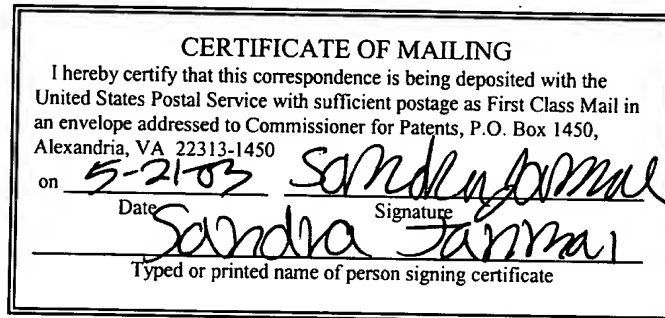 CERTIFICATE OF MAILING
I hereby certify that this correspondence is being deposited with the
United States Postal Service with sufficient postage as First Class Mail in
an envelope addressed to Commissioner for Patents, P.O. Box 1450,
Alexandria, VA 22313-1450
on 5-21-03
Date Signature
Sandra
Typed or printed name of person signing certificate